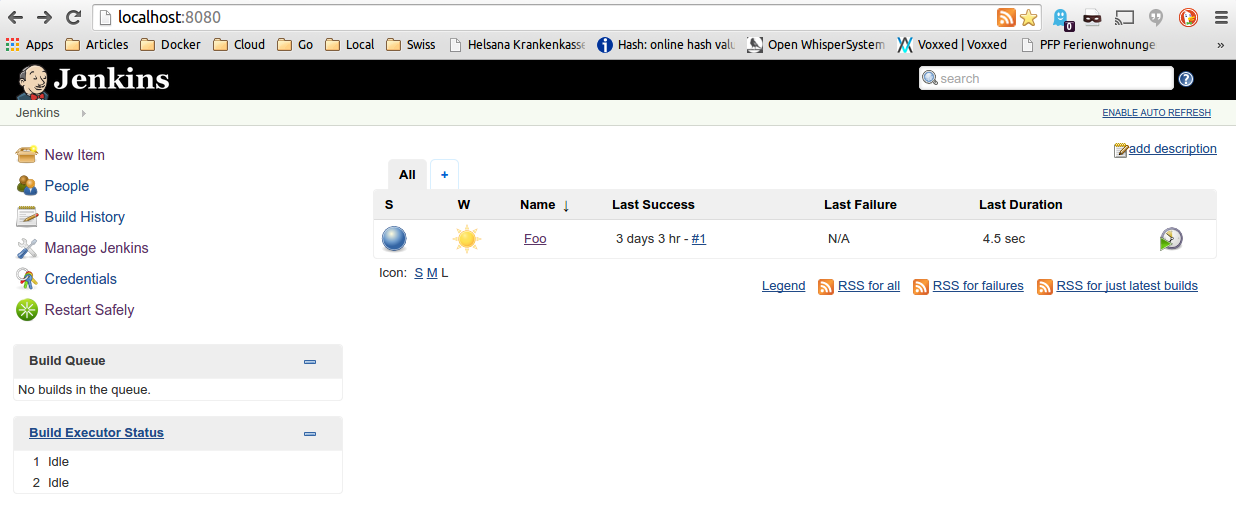 localhost:8080
0
Apps Articles Docker Cloud Go Local Swiss Helsana Krankenkasse Hash: online hash valu Open WhisperSystem Voxxed | Voxxed PFP Ferienwohnunge »
Jenkins
search
Jenkins
ENABLE AUTO REFRESH
New Item
People
Build History
Manage Jenkins
Credentials
Restart Safely
Build Queue
No builds in the queue.
Build Executor Status
1 Idle
2 Idle
add description
All +
S W Name ↓ Last Success Last Failure Last Duration
Foo 3 days 3 hr - #1 N/A 4.5 sec
Icon: S M L
Legend RSS for all RSS for failures RSS for just latest builds